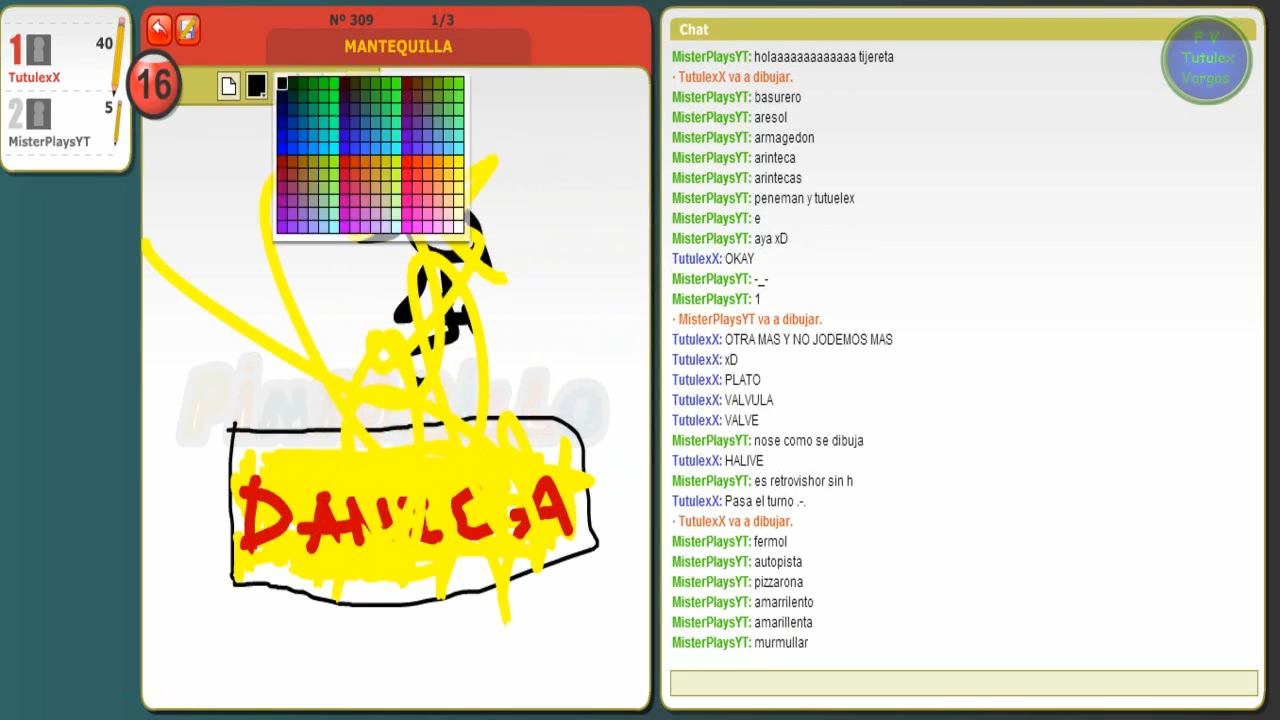 1
40
TutulexX
2
5
MisterPlaysYT
16
Nº 309 1/3
MANTEQUILLA
Pinturillo
Chat
F V
Tutulex
Vargas
MisterPlaysYT: holaaaaaaaaaaaaa tijereta
· TutulexX va a dibujar.
MisterPlaysYT: basurero
MisterPlaysYT: aresol
MisterPlaysYT: armagedon
MisterPlaysYT: arinteca
MisterPlaysYT: arintecas
MisterPlaysYT: peneman y tutuelex
MisterPlaysYT: e
MisterPlaysYT: aya xD
TutulexX: OKAY
MisterPlaysYT: -_-
MisterPlaysYT: 1
· MisterPlaysYT va a dibujar.
TutulexX: OTRA MAS Y NO JODEMOS MAS
TutulexX: xD
TutulexX: PLATO
TutulexX: VALVULA
TutulexX: VALVE
MisterPlaysYT: nose como se dibuja
TutulexX: HALIVE
MisterPlaysYT: es retrovishor sin h
TutulexX: Pasa el turno .-.
· TutulexX va a dibujar.
MisterPlaysYT: fermol
MisterPlaysYT: autopista
MisterPlaysYT: pizzarona
MisterPlaysYT: amarrilento
MisterPlaysYT: amarillenta
MisterPlaysYT: murmullar